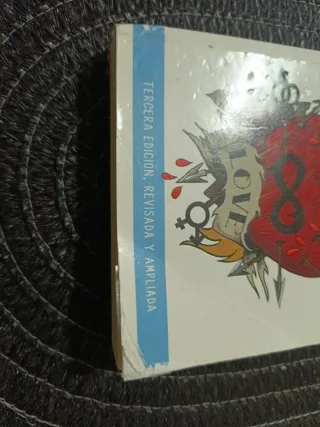 TERCERA EDICIÓN, REVISADA Y AMPLIADA
LOVE